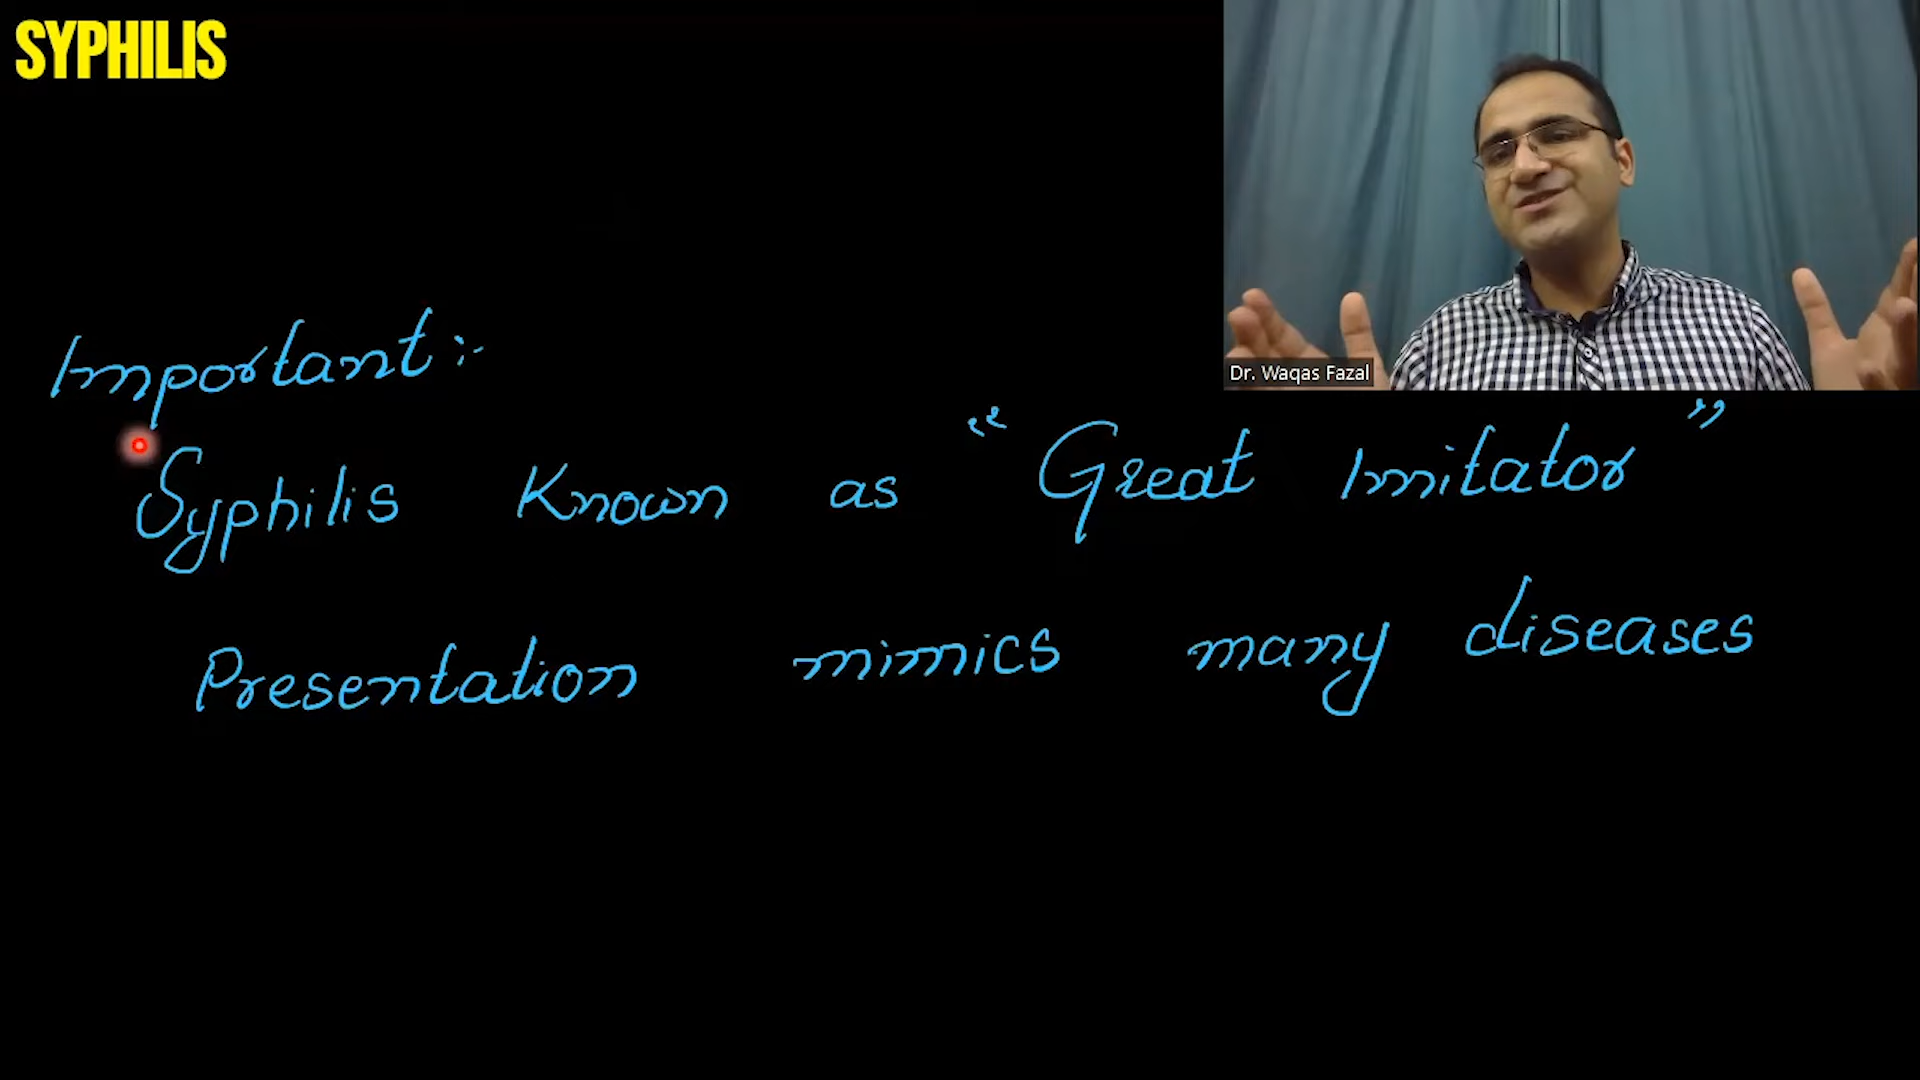 SYPHILIS
Dr. Waqas Fazal
Important:-
Syphilis Known as "Great Imitator"
Presentation mimics many diseases